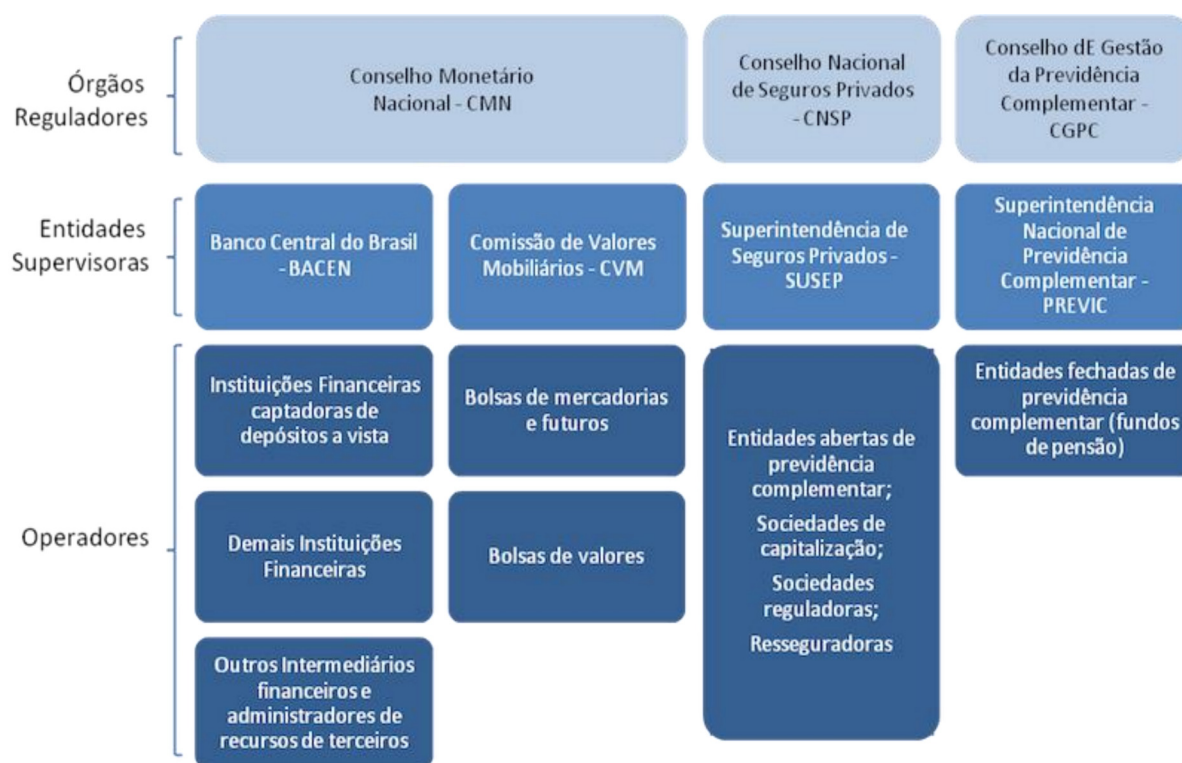 Órgãos
Reguladores
Conselho Monetário
Nacional - CMN
Conselho Nacional
de Seguros Privados
- CNSP
Conselho dE Gestão
da Previdência
Complementar -
CGPC
Entidades
Supervisoras
Banco Central do Brasil
- BACEN
Comissão de Valores
Mobiliários - CVM
Superintendência de
Seguros Privados -
SUSEP
Superintendência
Nacional de
Previdência
Complementar -
PREVIC
Operadores
Instituições Financeiras
captadoras de
depósitos a vista
Bolsas de mercadorias
e futuros
Entidades abertas de
previdência
complementar;
Sociedades de
capitalização;
Sociedades
reguladoras;
Resseguradoras
Entidades fechadas de
previdência
complementar (fundos
de pensão)
Demais Instituições
Financeiras
Bolsas de valores
Outros Intermediários
financeiros e
administradores de
recursos de terceiros